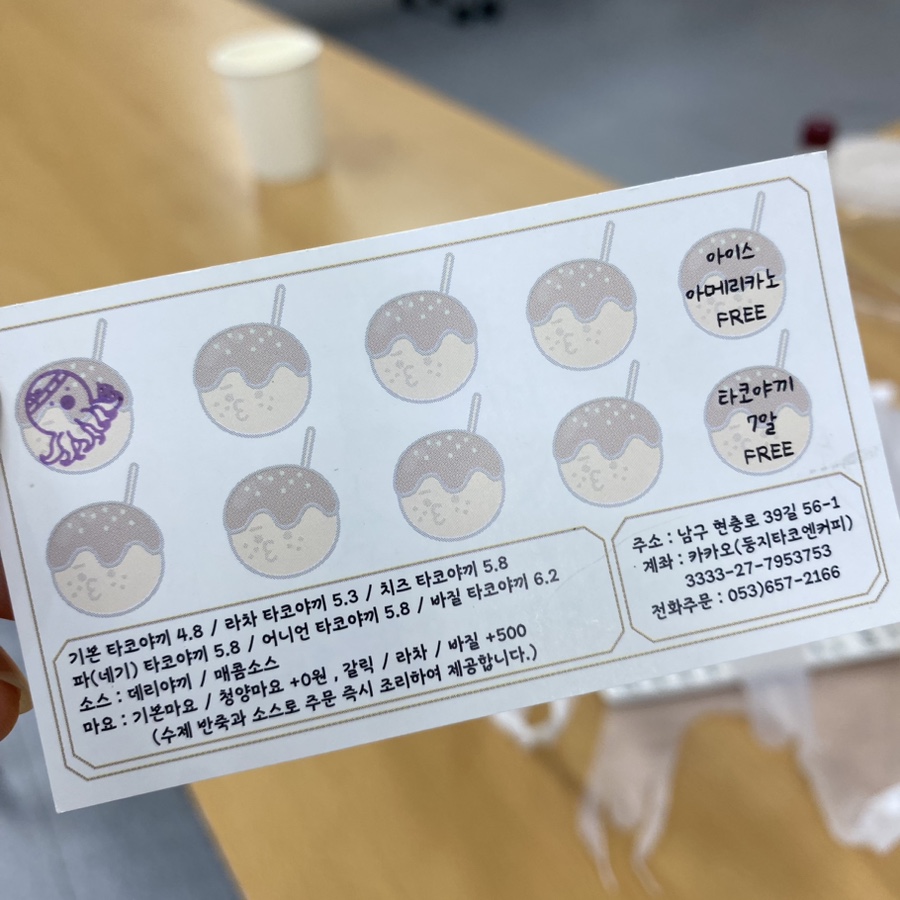 아이스
아메리카노
FREE
타코야끼
7알
FREE
기본 타코야끼 4.8 / 라차 타코야끼 5.3 / 치즈 타코야끼 5.8
파(네기) 타코야끼 5.8 / 어니언 타코야끼 5.8 / 바질 타코야끼 6.2
소스 : 데리야끼 / 매콤소스
마요 : 기본마요 / 청양마요 +0원 , 갈릭 / 라차 / 바질 +500
(수제 반죽과 소스로 주문 즉시 조리하여 제공합니다.)
주소 : 남구 현충로 39길 56-1
계좌 : 카카오(둥지타코엔커피)
3333-27-7953753
전화주문 : 053)657-2166